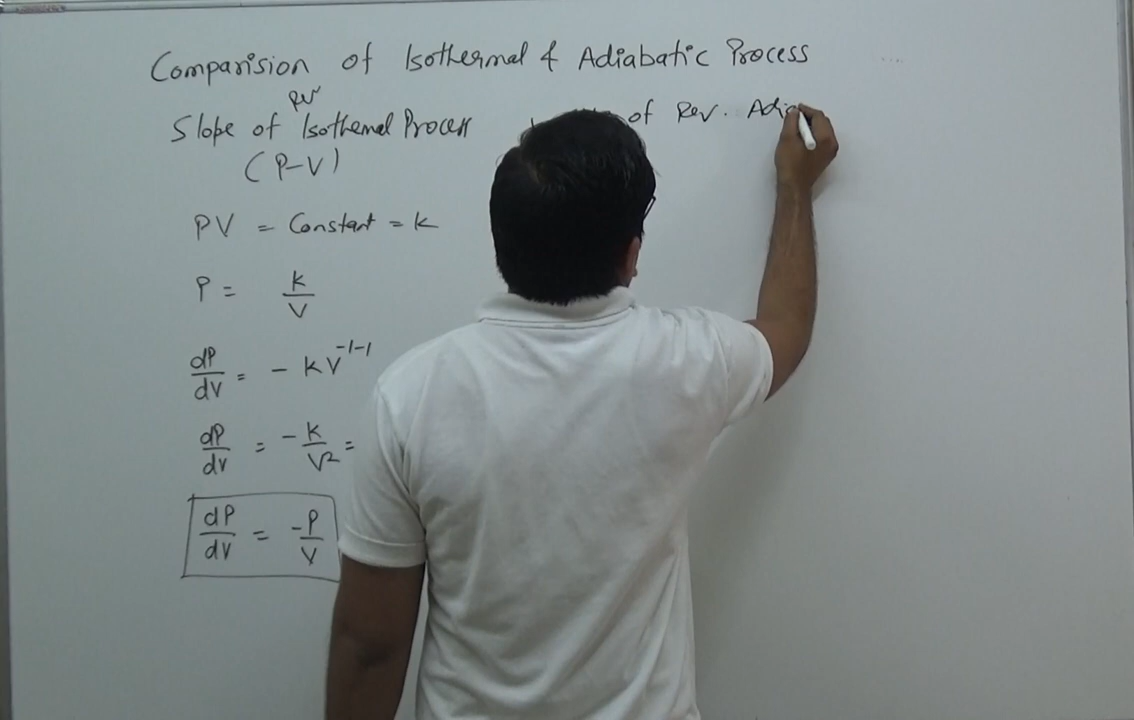 Comparision of Isothermal & Adiabatic Process
Rev
Slope of Isothemal Process
(P-V)
PV = Constant = k
P = k/V
dP/dV = - kV^-1-1
dP/dV = -k/V² =
dP/dV = -P/V
of Rev. Adia